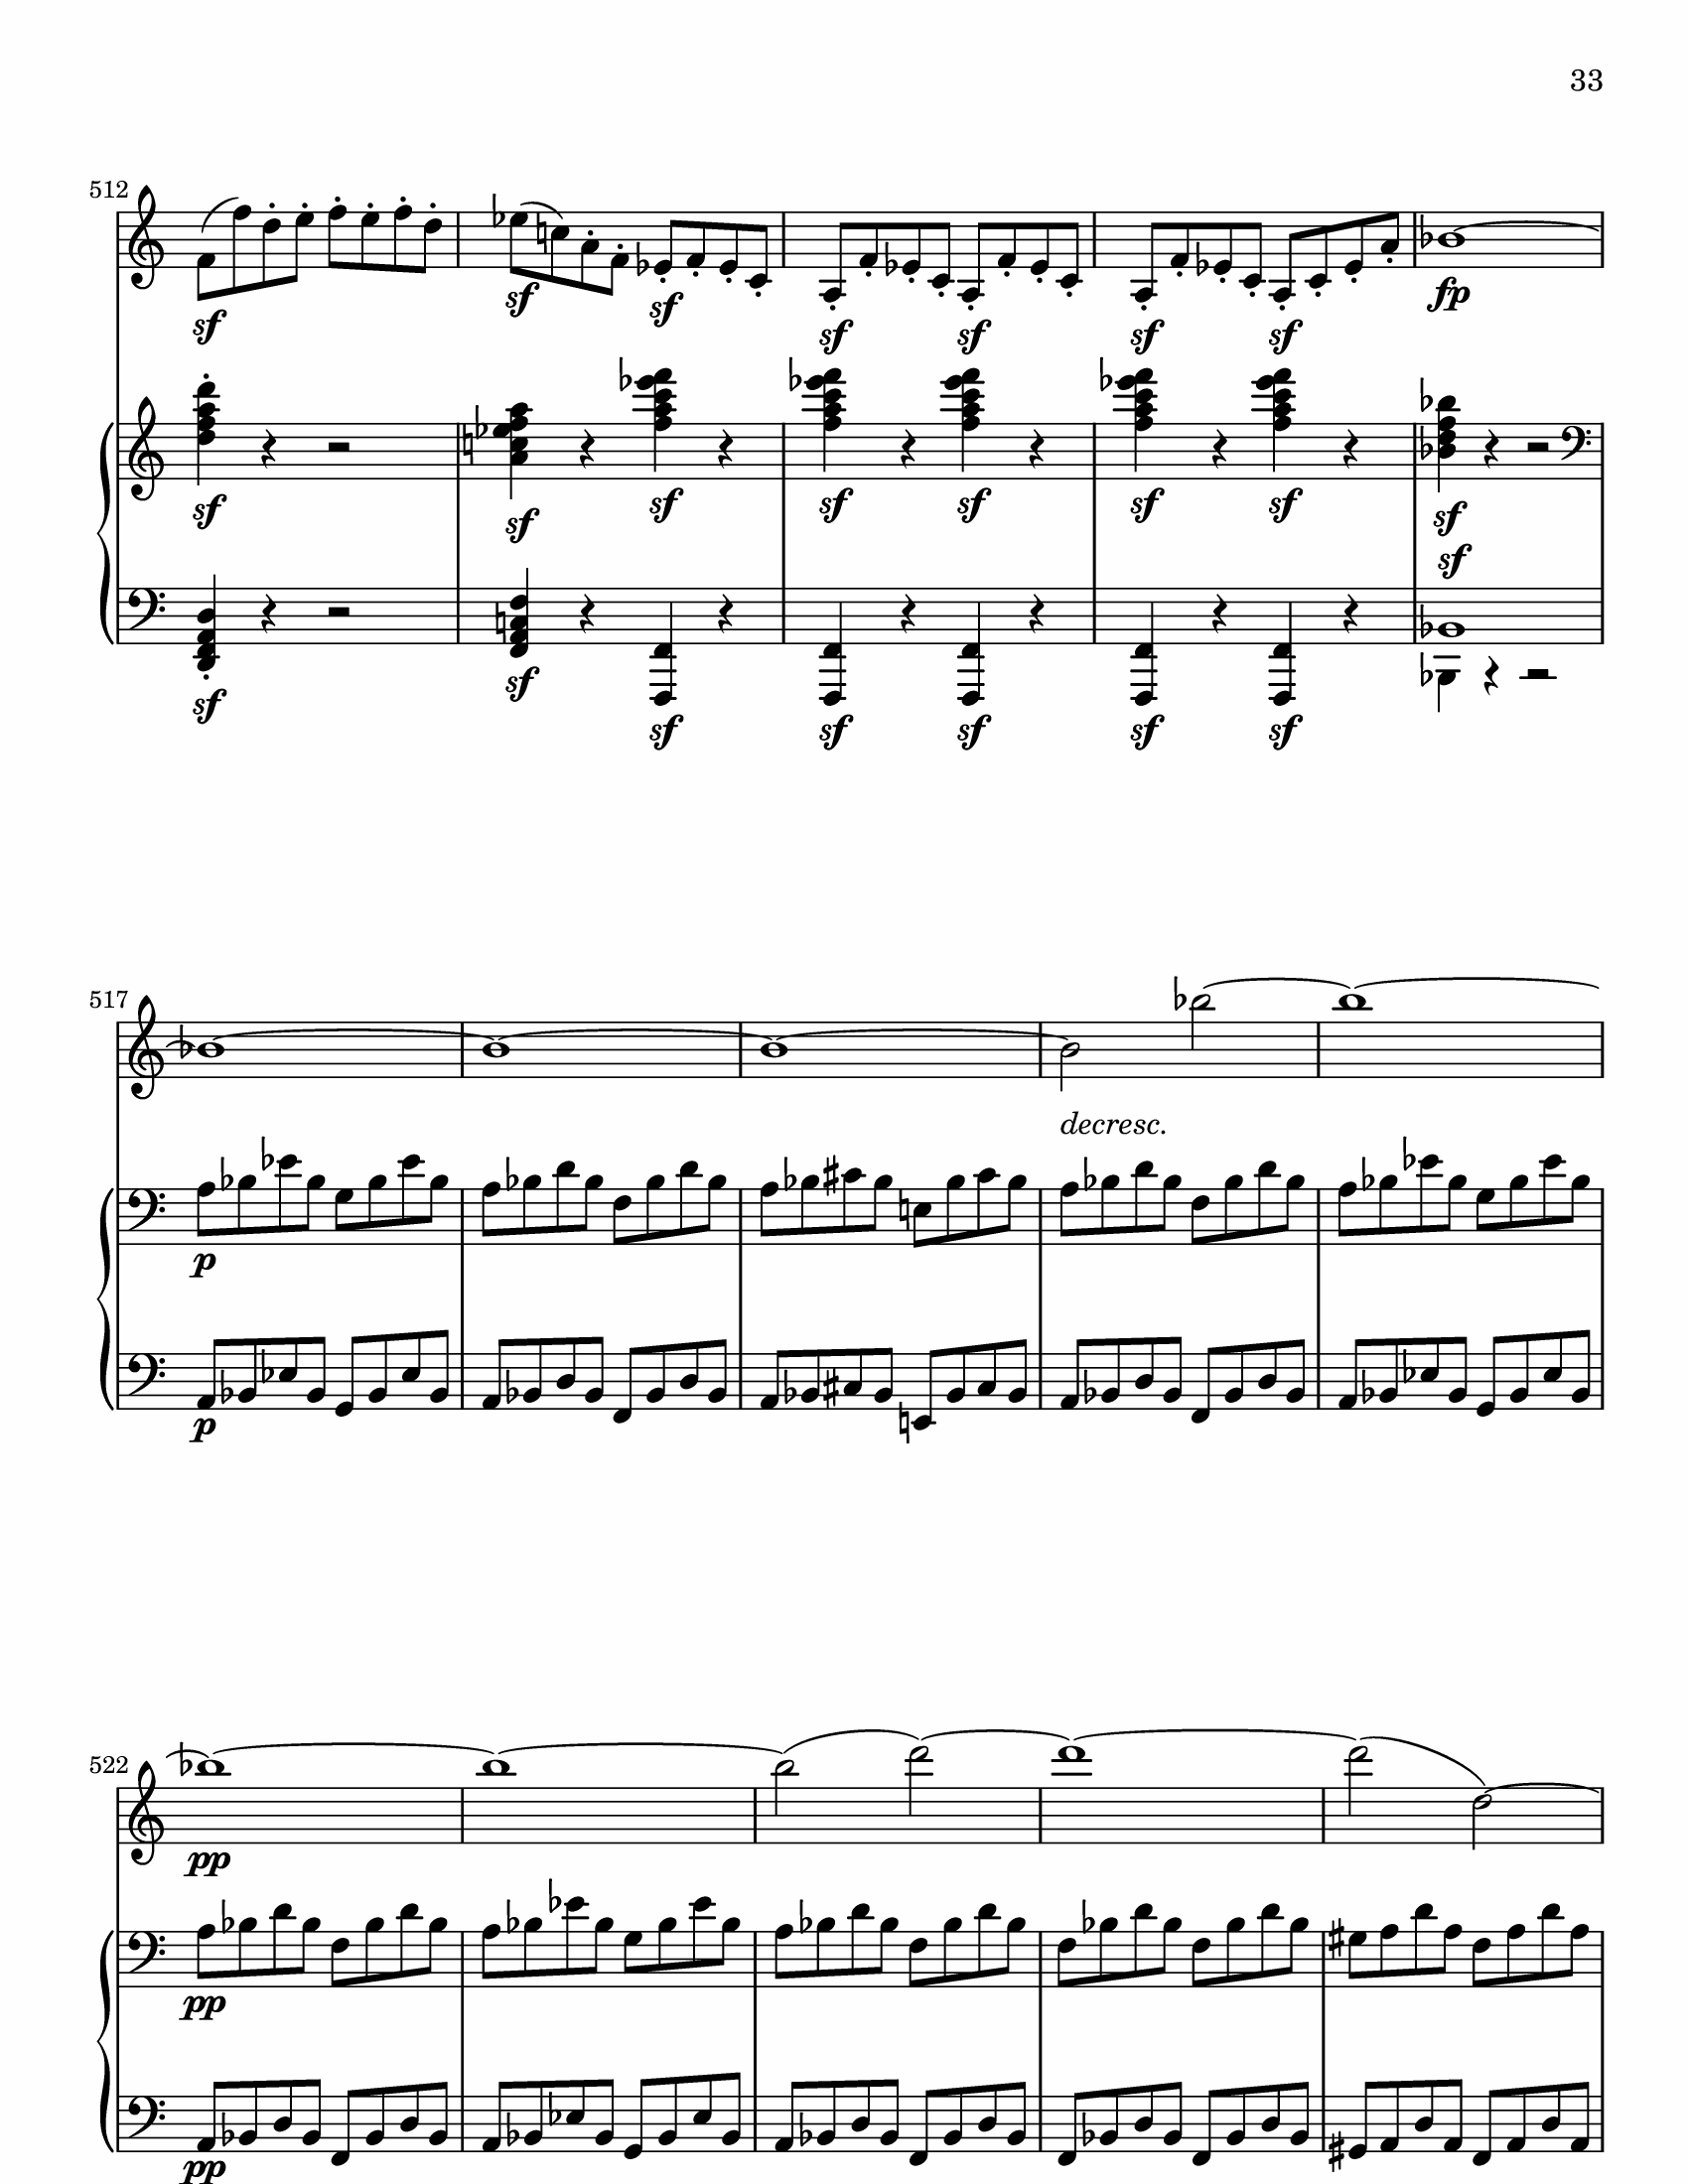 33
512
sf sf sf sf sf sf sf fp
sf sf sf sf sf sf sf sf
sf
sf sf sf sf sf sf sf
517
decresc.
p
p
522
pp
pp
pp